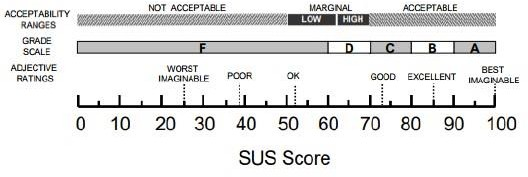 ACCEPTABILITY RANGES
NOT ACCEPTABLE MARGINAL ACCEPTABLE
LOW HIGH
GRADE SCALE
F D C B A
ADJECTIVE RATINGS
WORST IMAGINABLE POOR OK GOOD EXCELLENT BEST IMAGINABLE
0 10 20 30 40 50 60 70 80 90 100
SUS Score